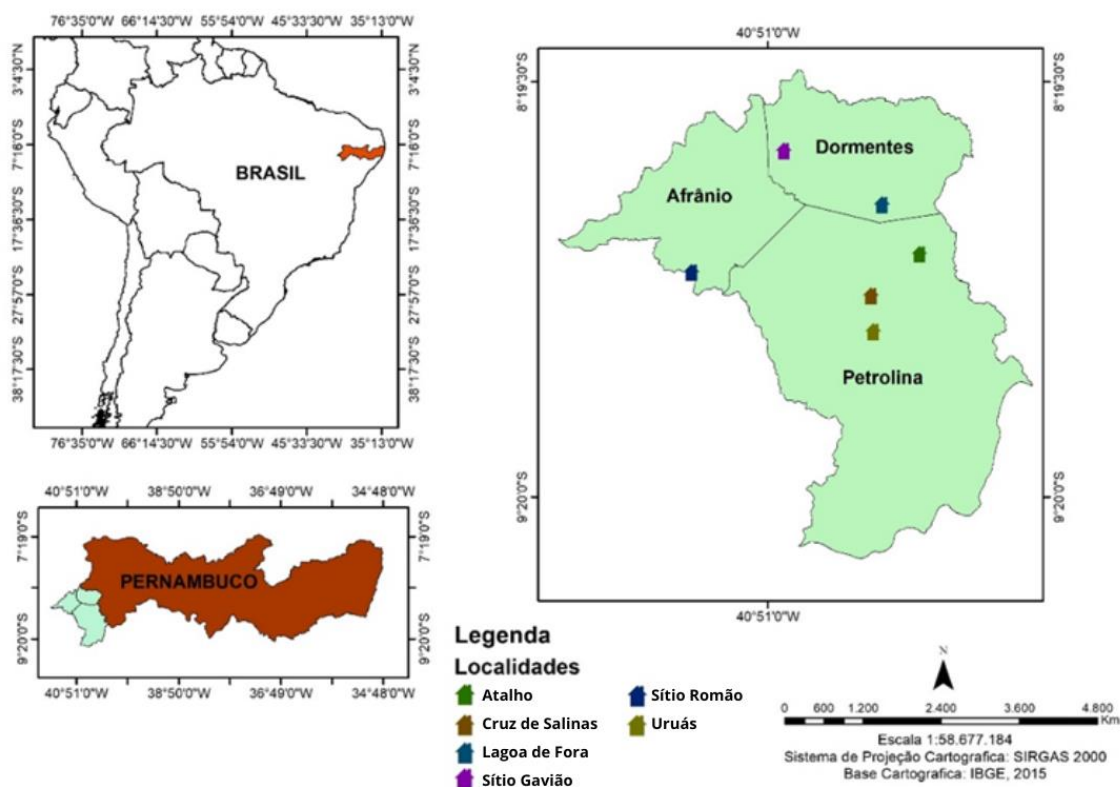 76°35'0"W 66°14'30"W 55°54'0"W 45°33'30"W 35°13'0"W
3°4'30"N
7°16'0"S
17°36'30"S
27°57'0"S
38°17'30"S
BRASIL
3°4'30"N
7°16'0"S
17°36'30"S
27°57'0"S
38°17'30"S
76°35'0"W 66°14'30"W 55°54'0"W 45°33'30"W 35°13'0"W
40°51'0"W 38°50'0"W 36°49'0"W 34°48'0"W
7°19'0"S
9°20'0"S
PERNAMBUCO
7°19'0"S
9°20'0"S
40°51'0"W 38°50'0"W 36°49'0"W 34°48'0"W
40°51'0"W
8°19'30"S
9°20'0"S
Dormentes
Afrânio
Petrolina
8°19'30"S
9°20'0"S
40°51'0"W
Legenda
Localidades
Atalho
Cruz de Salinas
Lagoa de Fora
Sítio Gavião
Sítio Romão
Uruás
N
0 600 1.200 2.400 3.600 4.800
Km
Escala 1:58.677.184
Sistema de Projeção Cartografica: SIRGAS 2000
Base Cartografica: IBGE, 2015